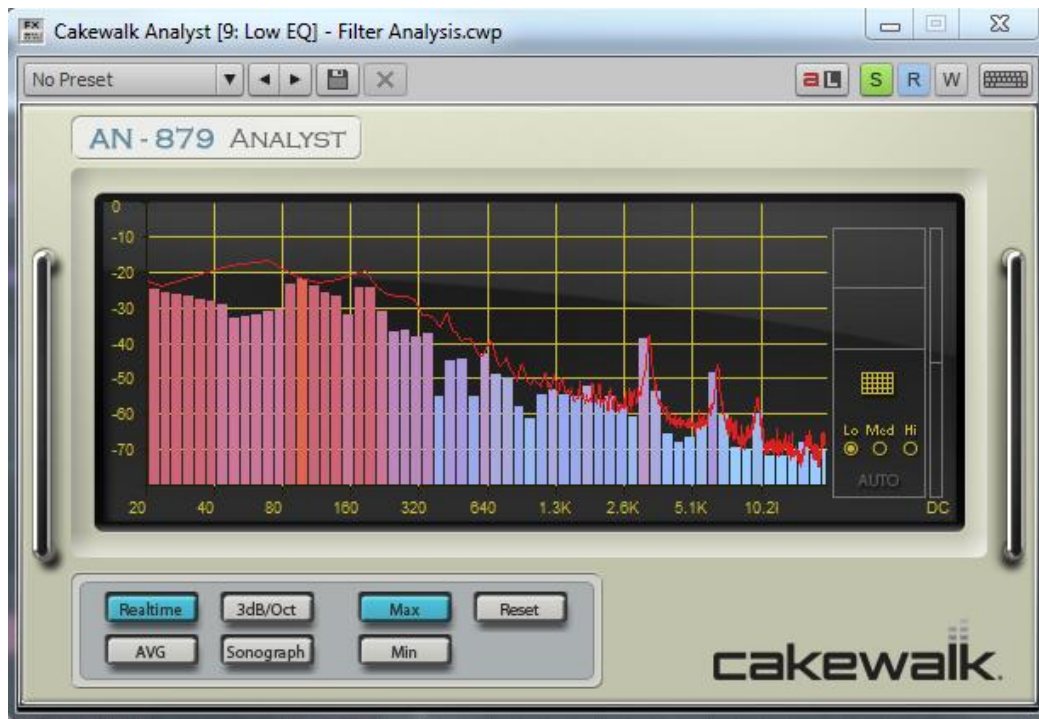 FX
Cakewalk Analyst [9: Low EQ] - Filter Analysis.cwp
No Preset
a L S R W
AN - 879 ANALYST
0
-10
-20
-30
-40
-50
-60
-70
20 40 80 160 320 640 1.3K 2.6K 5.1K 10.2 DC
Lo Med Hi
AUTO
Realtime 3dB/Oct Max Reset
AVG Sonograph Min
cakewalk.